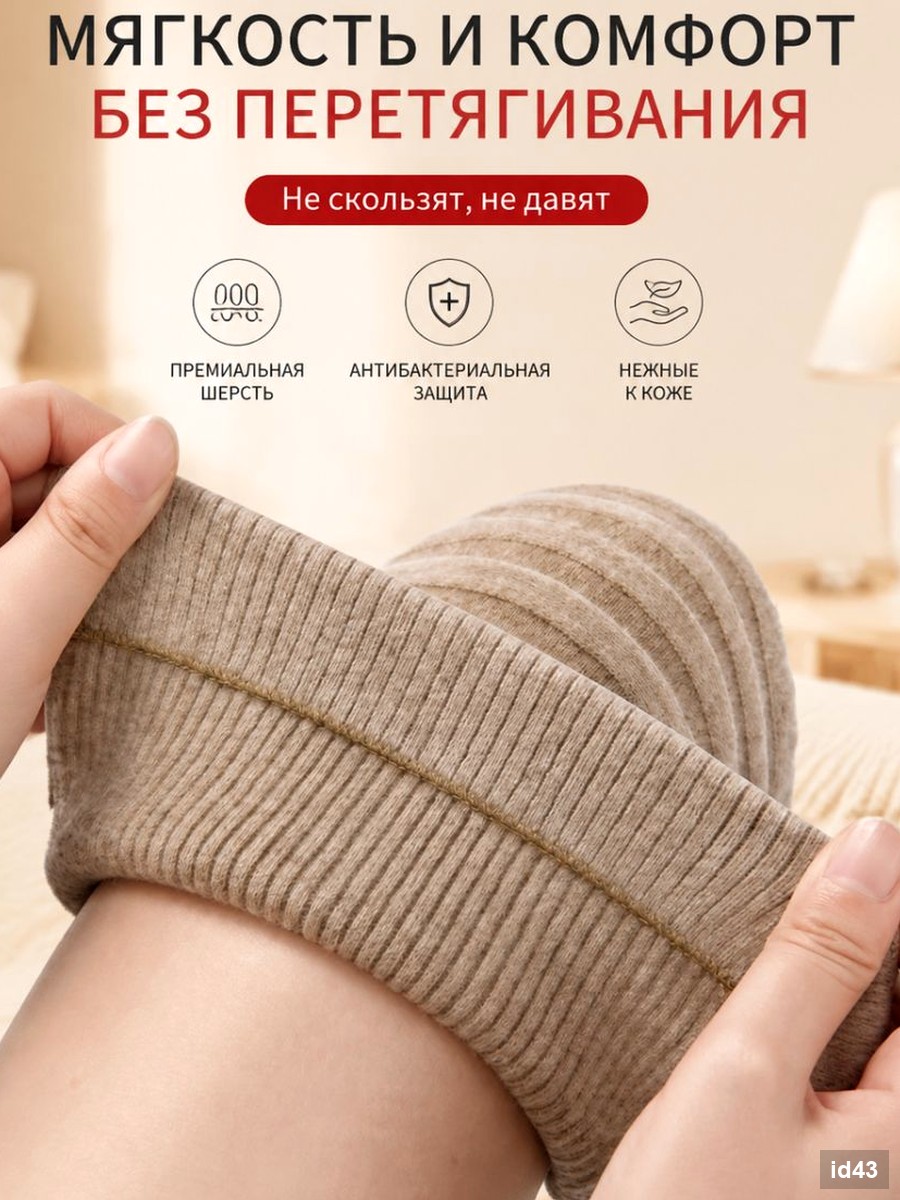 МЯГКОСТЬ И КОМФОРТ
БЕЗ ПЕРЕТЯГИВАНИЯ
Не скользят, не давят
ПРЕМИАЛЬНАЯ
ШЕРСТЬ
АНТИБАКТЕРИАЛЬНАЯ
ЗАЩИТА
НЕЖНЫЕ
К КОЖЕ
id43